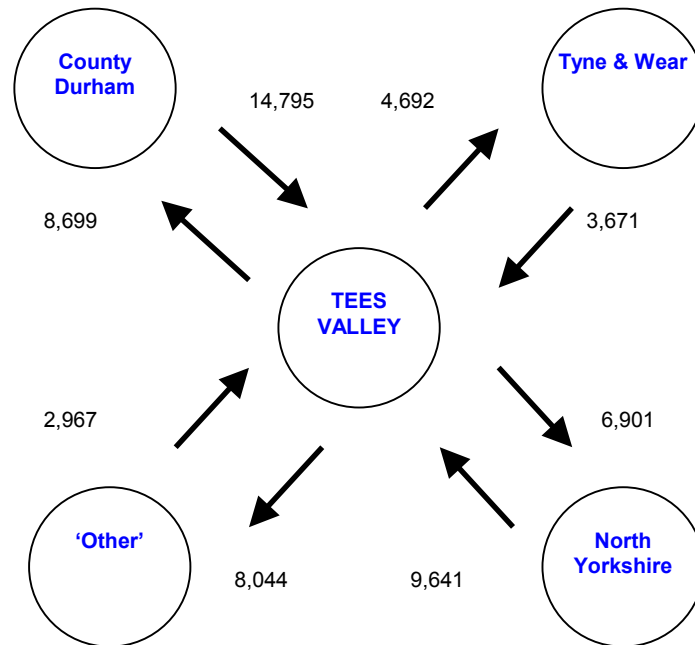 County
Durham
Tyne & Wear
14,795
4,692
8,699
3,671
TEES
VALLEY
2,967
6,901
‘Other’
North
Yorkshire
8,044
9,641